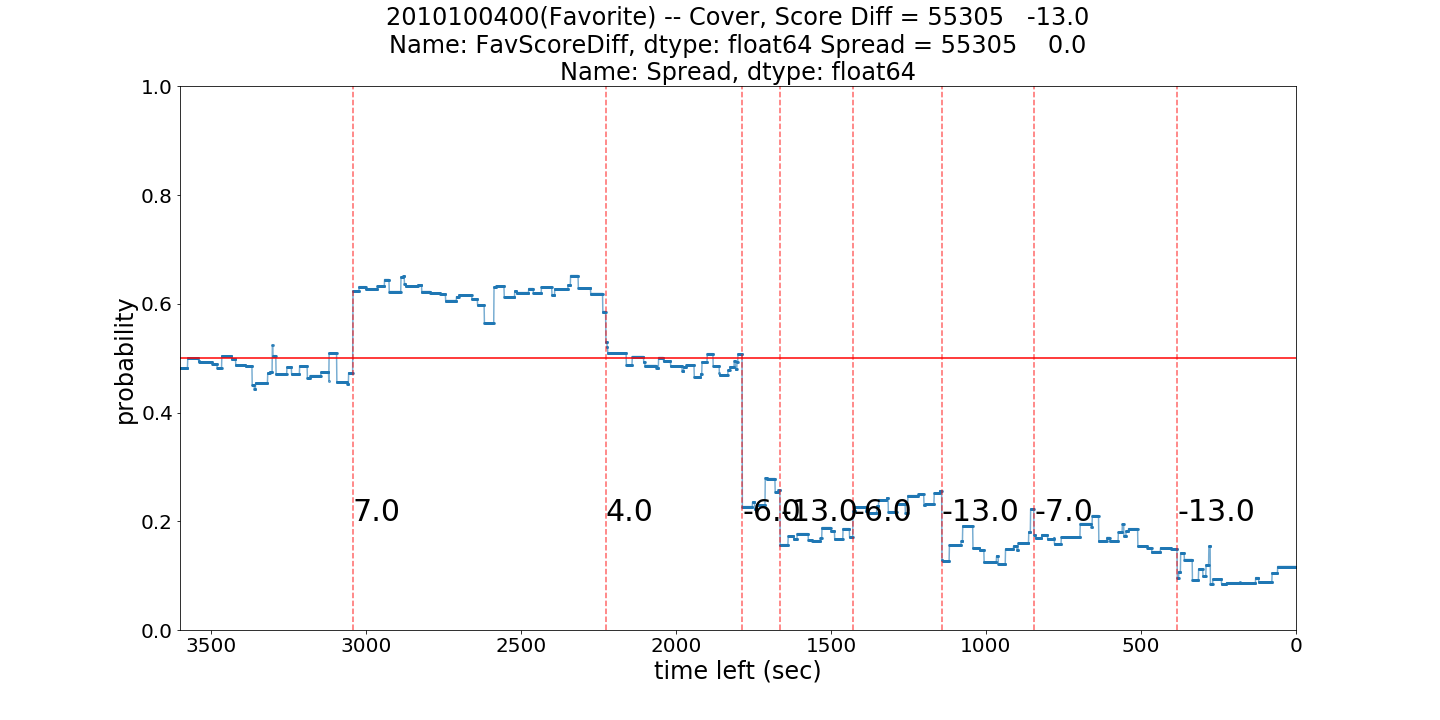 2010100400(Favorite) -- Cover, Score Diff = 55305   -13.0
Name: FavScoreDiff, dtype: float64 Spread = 55305    0.0
Name: Spread, dtype: float64
1.0
0.8
0.6
0.4
0.2
0.0
probability
7.0
4.0
-6.0
-13.0
-6.0
-13.0
-7.0
-13.0
3500 3000 2500 2000 1500 1000 500 0
time left (sec)